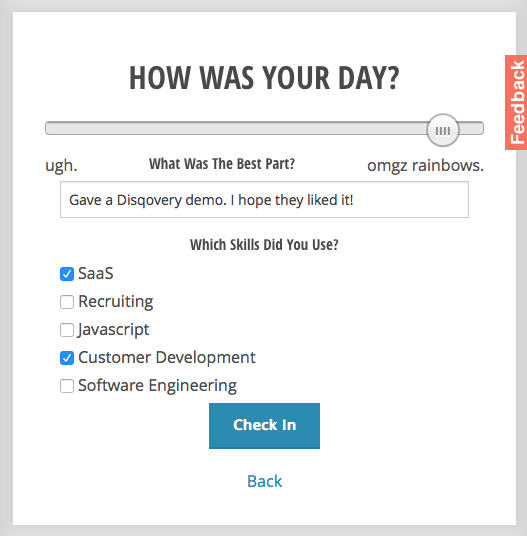 HOW WAS YOUR DAY?
Feedback
ugh.
What Was The Best Part?
omgz rainbows.
Gave a Disqovery demo. I hope they liked it!
Which Skills Did You Use?
SaaS
Recruiting
Javascript
Customer Development
Software Engineering
Check In
Back